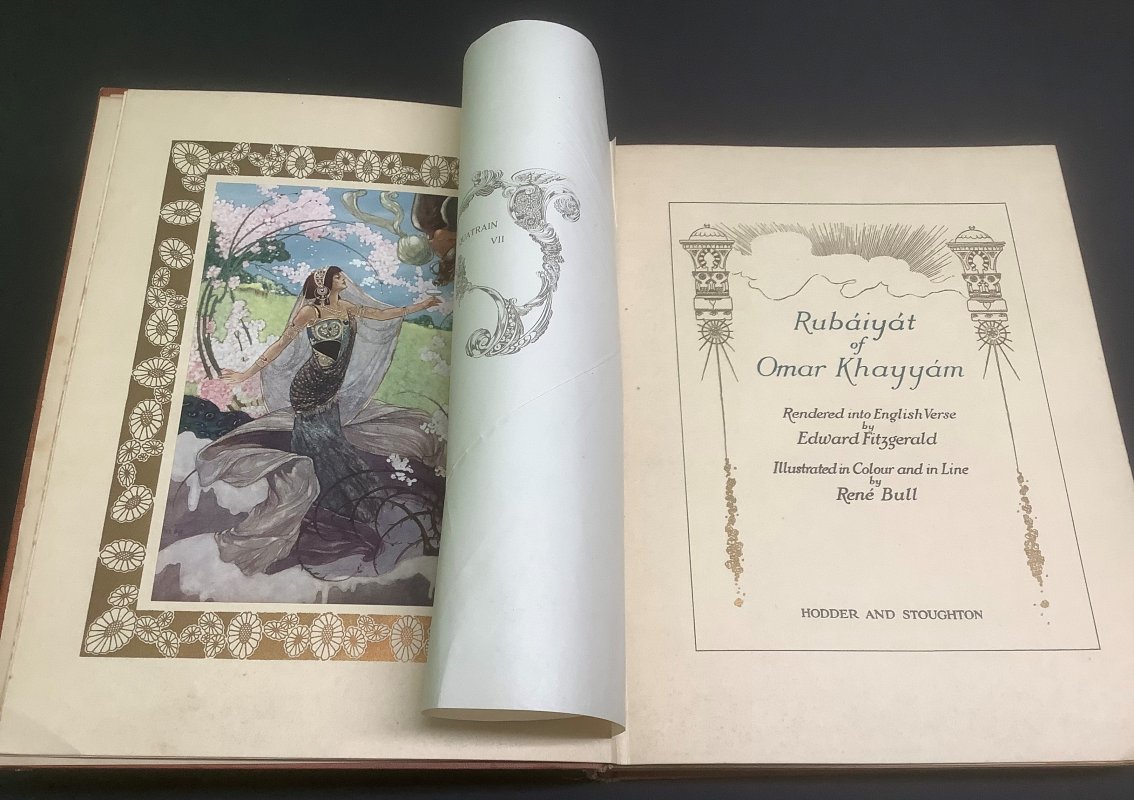 QUATRAIN
VII
Rubáiyát
of
Omar Khayyám
Rendered into English Verse
by
Edward Fitzgerald
Illustrated in Colour and in Line
by
René Bull
HODDER AND STOUGHTON